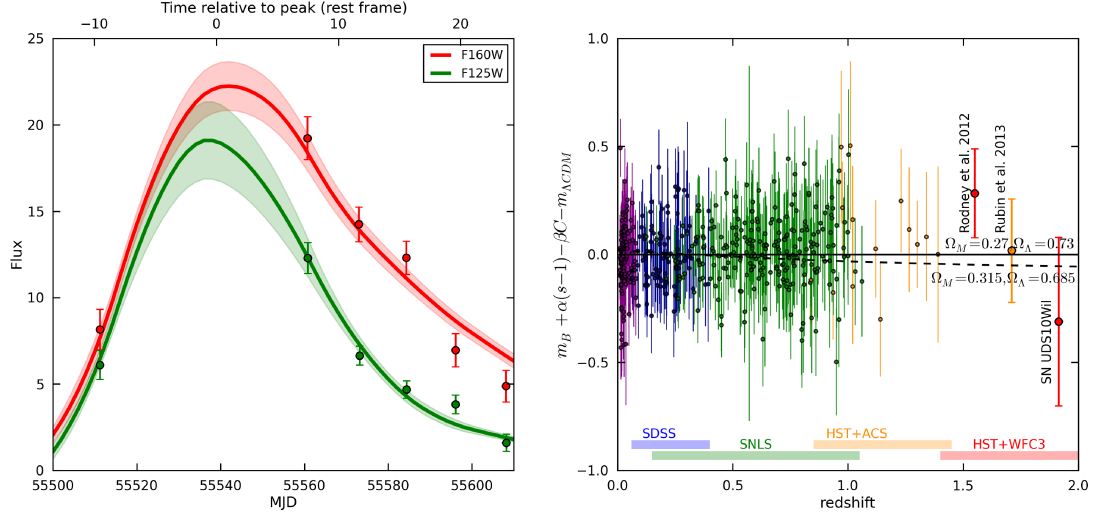 Time relative to peak (rest frame)
−10 0 10 20
25
20
15
10
5
0
Flux
F160W
F125W
55500 55520 55540 55560 55580 55600
MJD
1.0
0.5
0.0
−0.5
−1.0
m_B + α(s−1) − βC − m_ΛCDM
Rodney et al. 2012
Rubin et al. 2013
Ω_M=0.27, Ω_Λ=0.73
Ω_M=0.315, Ω_Λ=0.685
SN UDS10Wil
SDSS
SNLS
HST+ACS
HST+WFC3
0.0 0.5 1.0 1.5 2.0
redshift